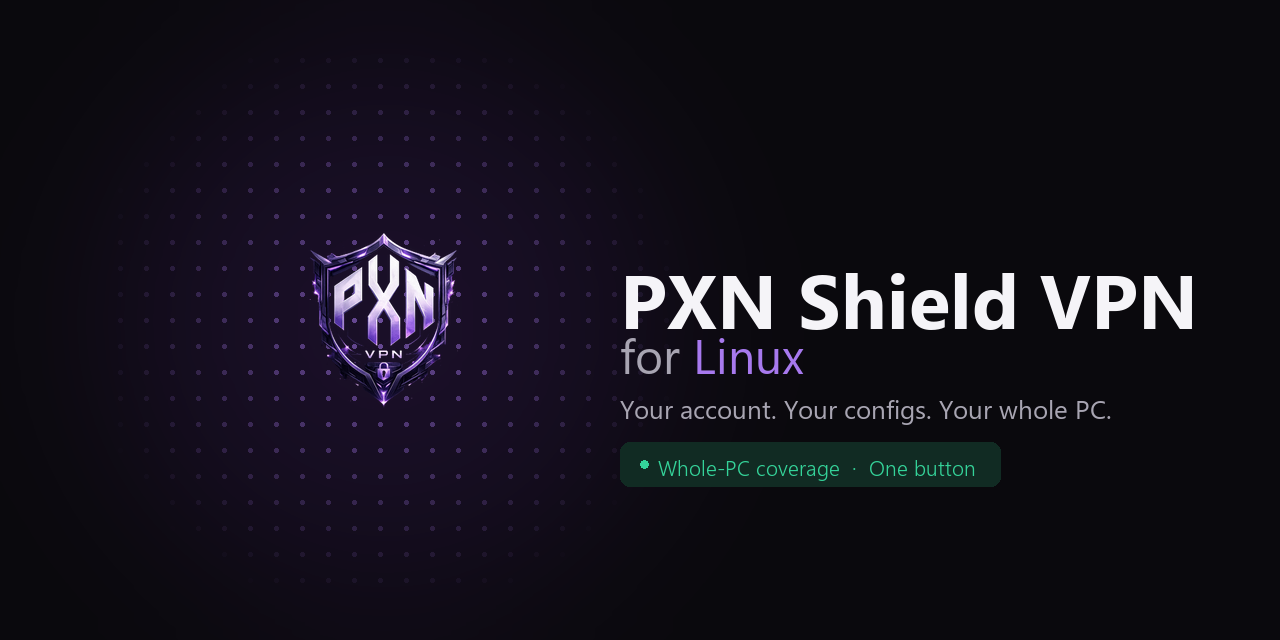 PXN
VPN
PXN Shield VPN
for Linux
Your account. Your configs. Your whole PC.
Whole-PC coverage · One button